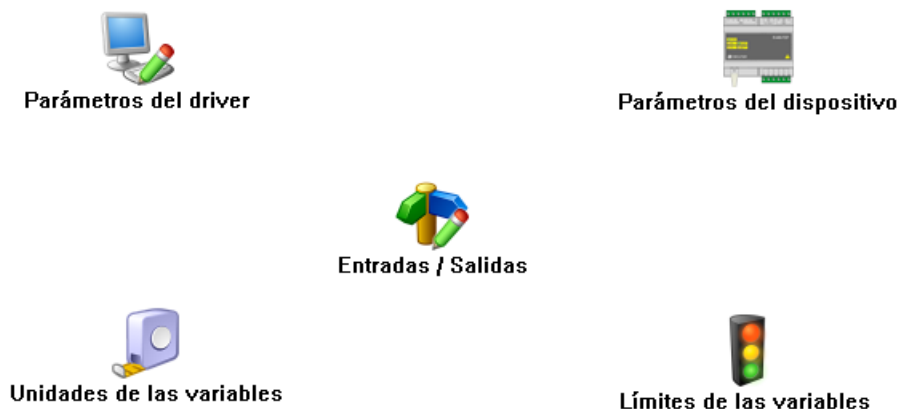 Parámetros del driver
Parámetros del dispositivo
Entradas / Salidas
Unidades de las variables
Límites de las variables